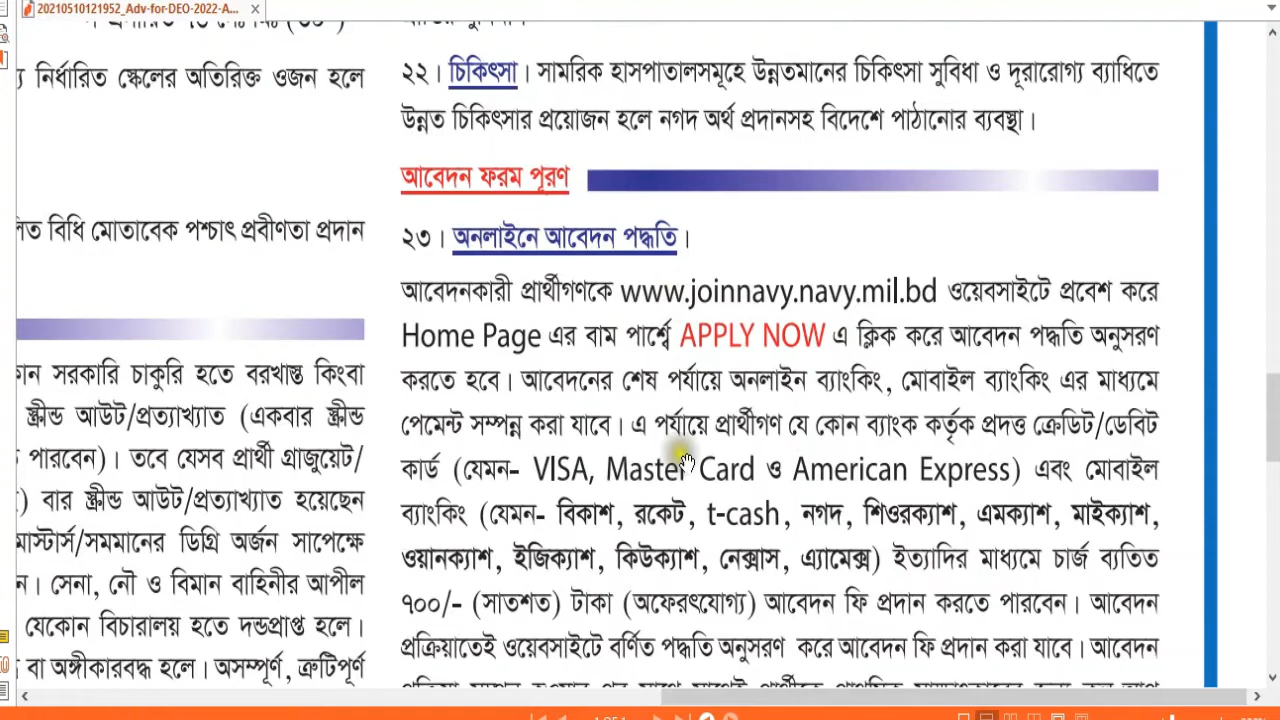 20210510121952_Adv-for-DEO-2022-A...
নির্ধারিত স্কেলের অতিরিক্ত ওজন হলে
বিধি মোতাবেক পশ্চাৎ প্রবীণতা প্রদান
সরকারি চাকুরি হতে বরখাস্ত কিংবা
স্ক্রীন্ড আউট/প্রত্যাখ্যাত (একবার স্ক্রীন্ড
পারবেন)। তবে যেসব প্রার্থী গ্রাজুয়েট/
) বার স্ক্রীন্ড আউট/প্রত্যাখ্যাত হয়েছেন
মাস্টার্স/সমমানের ডিগ্রি অর্জন সাপেক্ষে
ন। সেনা, নৌ ও বিমান বাহিনীর আপীল
যেকোন বিচারালয় হতে দন্ডপ্রাপ্ত হলে।
বা অঙ্গীকারবদ্ধ হলে। অসম্পূর্ণ, ত্রুটিপূর্ণ
২২। চিকিৎসা। সামরিক হাসপাতালসমূহে উন্নতমানের চিকিৎসা সুবিধা ও দূরারোগ্য ব্যাধিতে
উন্নত চিকিৎসার প্রয়োজন হলে নগদ অর্থ প্রদানসহ বিদেশে পাঠানোর ব্যবস্থা।
আবেদন ফরম পূরণ
২৩। অনলাইনে আবেদন পদ্ধতি।
আবেদনকারী প্রার্থীগণকে www.joinnavy.navy.mil.bd ওয়েবসাইটে প্রবেশ করে
Home Page এর বাম পার্শ্বে APPLY NOW এ ক্লিক করে আবেদন পদ্ধতি অনুসরণ
করতে হবে। আবেদনের শেষ পর্যায়ে অনলাইন ব্যাংকিং, মোবাইল ব্যাংকিং এর মাধ্যমে
পেমেন্ট সম্পন্ন করা যাবে। এ পর্যায়ে প্রার্থীগণ যে কোন ব্যাংক কর্তৃক প্রদত্ত ক্রেডিট/ডেবিট
কার্ড (যেমন- VISA, Master Card ও American Express) এবং মোবাইল
ব্যাংকিং (যেমন- বিকাশ, রকেট, t-cash, নগদ, শিওরক্যাশ, এমক্যাশ, মাইক্যাশ,
ওয়ানক্যাশ, ইজিক্যাশ, কিউক্যাশ, নেক্সাস, এ্যামেক্স) ইত্যাদির মাধ্যমে চার্জ ব্যতিত
৭০০/- (সাতশত) টাকা (অফেরৎযোগ্য) আবেদন ফি প্রদান করতে পারবেন। আবেদন
প্রক্রিয়াতেই ওয়েবসাইটে বর্ণিত পদ্ধতি অনুসরণ করে আবেদন ফি প্রদান করা যাবে। আবেদন